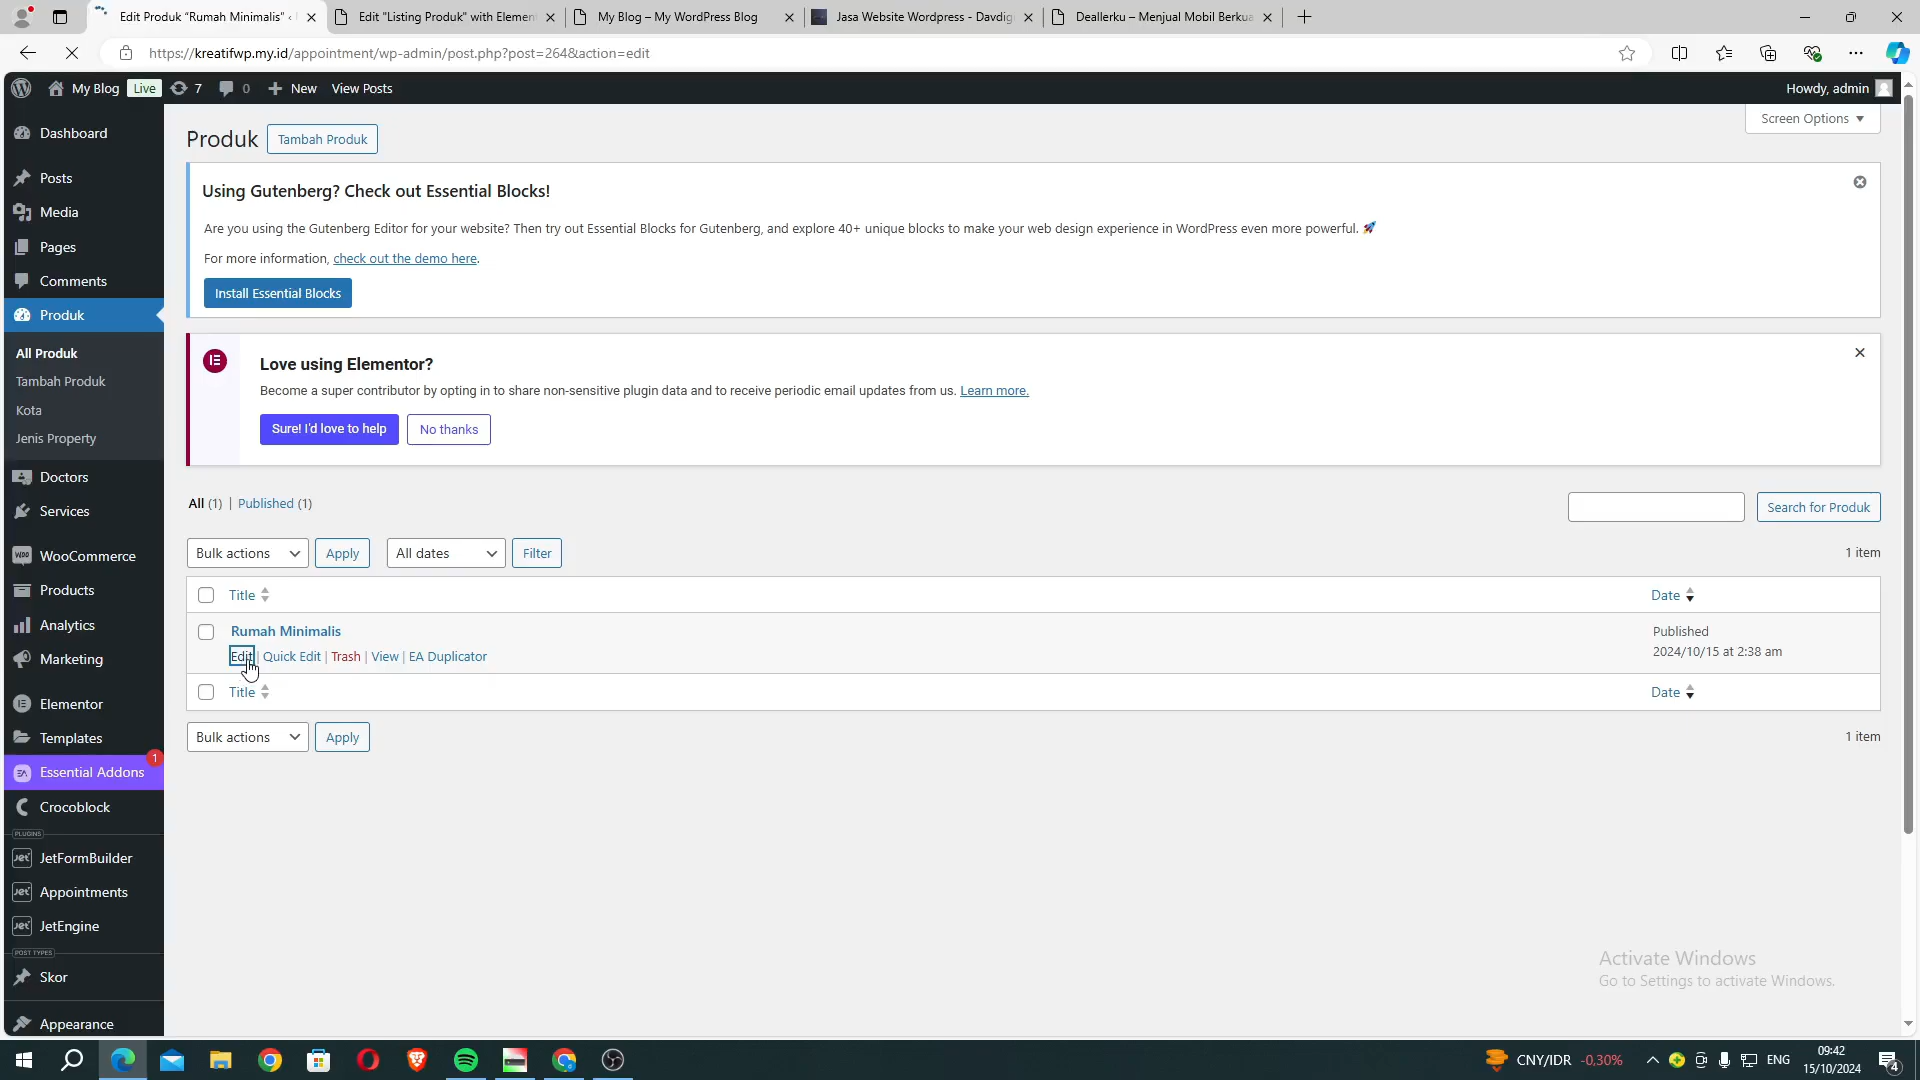 Edit Produk "Rumah Minimalis" ‹
Edit "Listing Produk" with Elemen
My Blog – My WordPress Blog
Jasa Website Wordpress - Davdig
Deallerku – Menjual Mobil Berkua
https://kreatifwp.my.id/appointment/wp-admin/post.php?post=264&action=edit
My Blog Live 7 0 New View Posts
Howdy, admin
Screen Options
Dashboard
Posts
Media
Pages
Comments
Produk
All Produk
Tambah Produk
Kota
Jenis Property
Doctors
Services
WooCommerce
Products
Analytics
Marketing
Elementor
Templates
Essential Addons 1
Crocoblock
PLUGINS
JetFormBuilder
Appointments
JetEngine
POST TYPES
Skor
Appearance
Produk
Tambah Produk
Using Gutenberg? Check out Essential Blocks!
Are you using the Gutenberg Editor for your website? Then try out Essential Blocks for Gutenberg, and explore 40+ unique blocks to make your web design experience in WordPress even more powerful. 🚀
For more information, check out the demo here.
Install Essential Blocks
Love using Elementor?
Become a super contributor by opting in to share non-sensitive plugin data and to receive periodic email updates from us. Learn more.
Sure! I'd love to help
No thanks
All (1) | Published (1)
Search for Produk
Bulk actions Apply All dates Filter
1 item
Title Date
Rumah Minimalis
Edit | Quick Edit | Trash | View | EA Duplicator
Published
2024/10/15 at 2:38 am
Title Date
Bulk actions Apply
1 item
Activate Windows
Go to Settings to activate Windows.
CNY/IDR -0,30%
ENG
09:42
15/10/2024
4